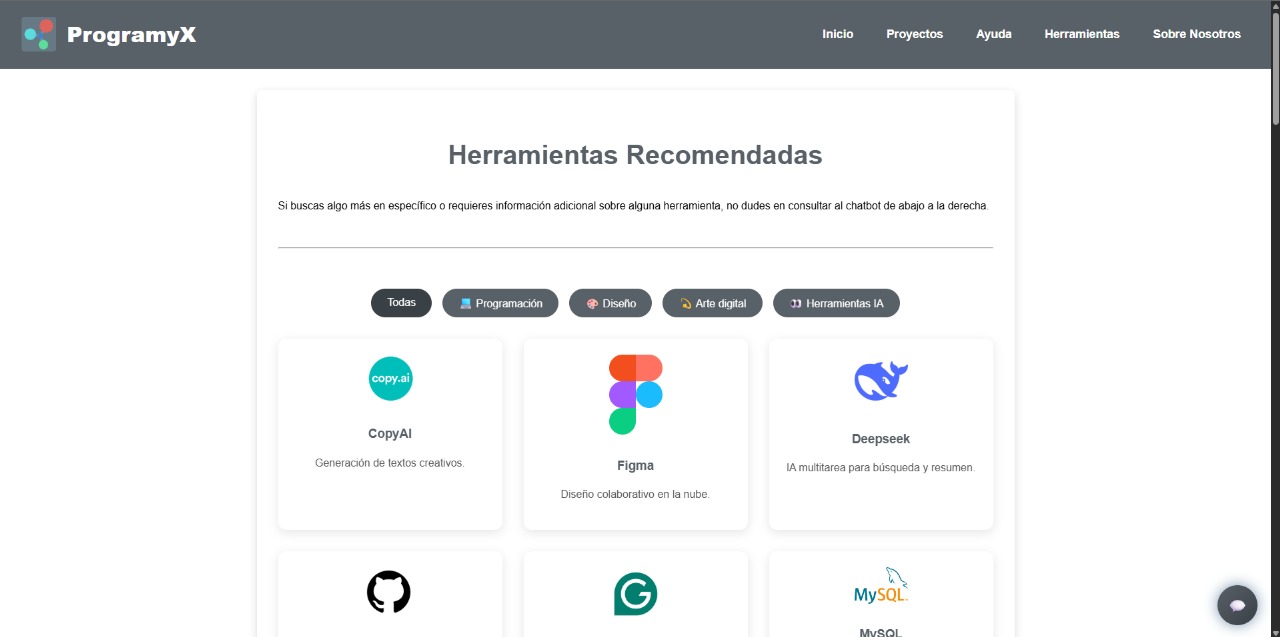 ProgramyX
Inicio Proyectos Ayuda Herramientas Sobre Nosotros
Herramientas Recomendadas
Si buscas algo más en específico o requieres información adicional sobre alguna herramienta, no dudes en consultar al chatbot de abajo a la derecha.
Todas Programación Diseño Arte digital Herramientas IA
copy.ai
CopyAI
Generación de textos creativos.
Figma
Diseño colaborativo en la nube.
Deepseek
IA multitarea para búsqueda y resumen.
G
MySQL
MySQL